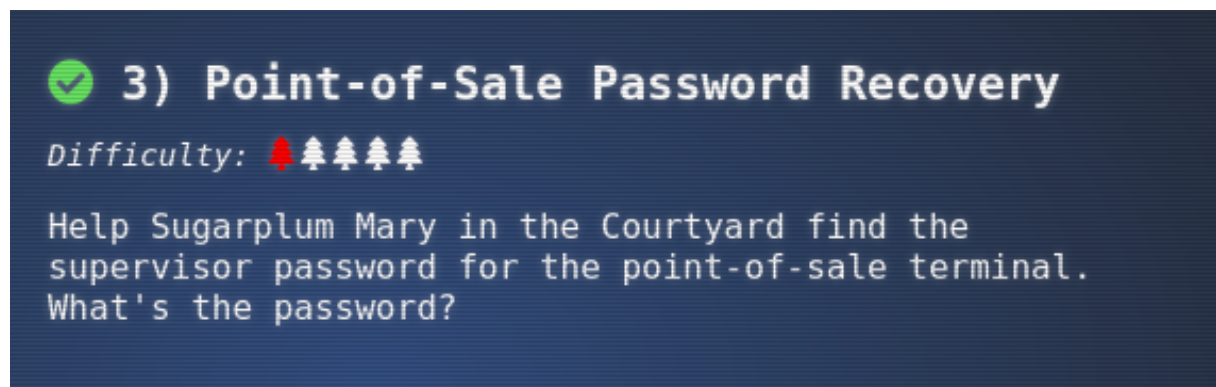 3) Point-of-Sale Password Recovery
Difficulty:
Help Sugarplum Mary in the Courtyard find the
supervisor password for the point-of-sale terminal.
What's the password?